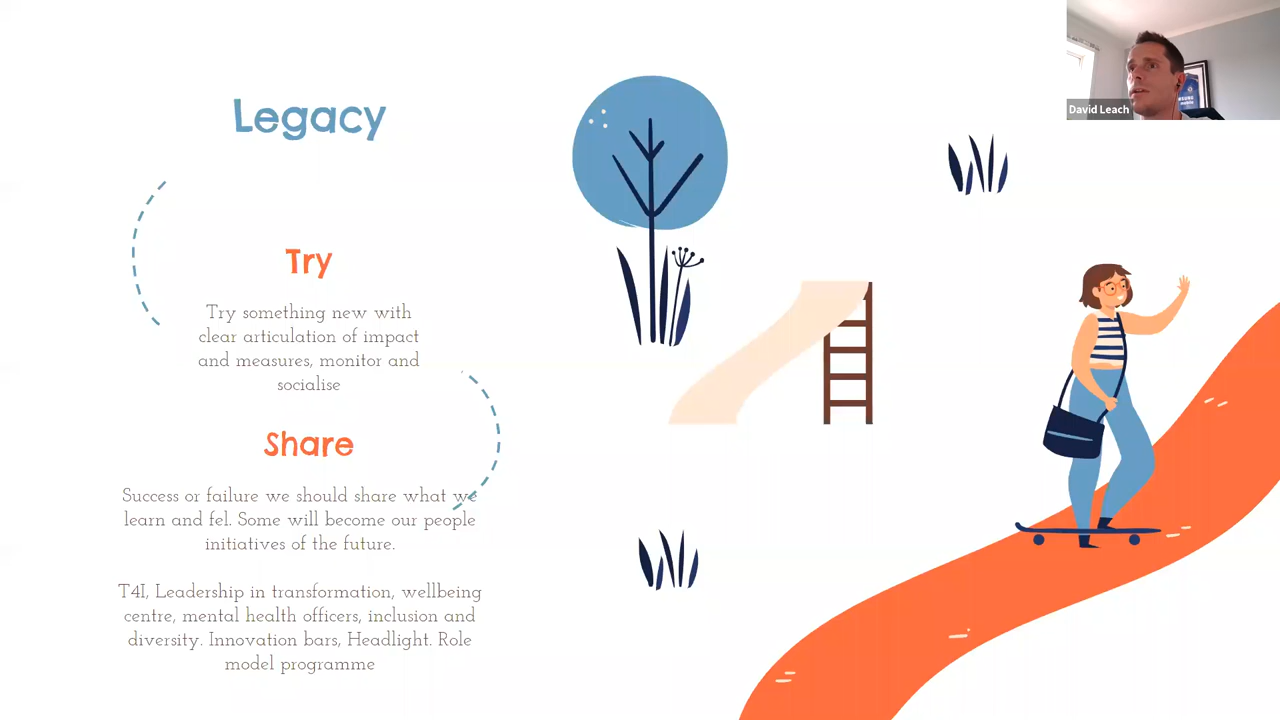 Legacy
David Leach
Try
Try something new with
clear articulation of impact
and measures, monitor and
socialise
Share
Success or failure we should share what we
learn and fel. Some will become our people
initiatives of the future.
T4I, Leadership in transformation, wellbeing
centre, mental health officers, inclusion and
diversity. Innovation bars, Headlight. Role
model programme